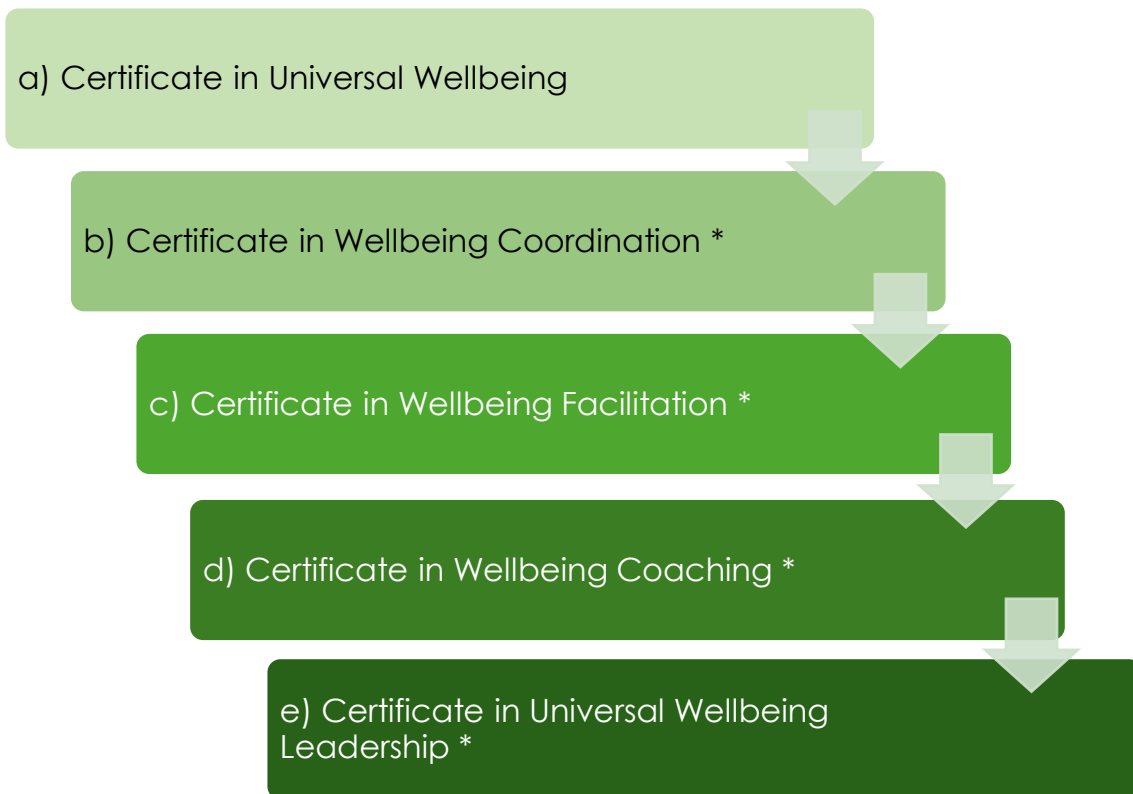 a) Certificate in Universal Wellbeing
b) Certificate in Wellbeing Coordination *
c) Certificate in Wellbeing Facilitation *
d) Certificate in Wellbeing Coaching *
e) Certificate in Universal Wellbeing
Leadership *